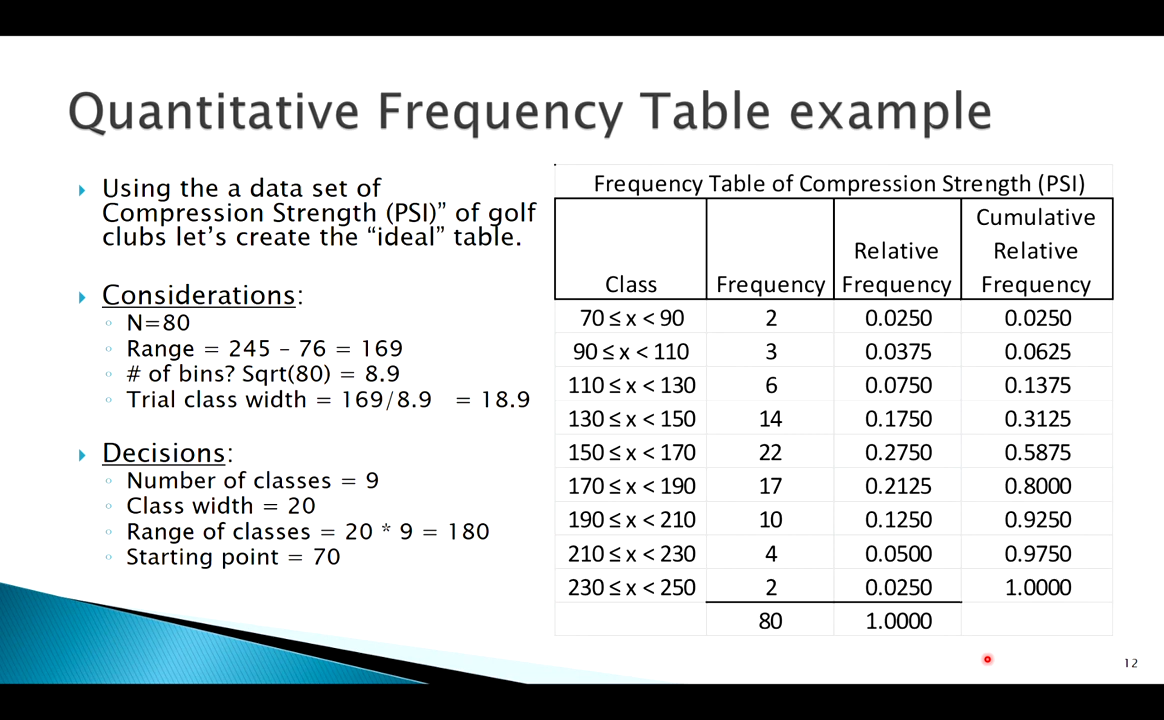 Quantitative Frequency Table example
Using the a data set of
Compression Strength (PSI)” of golf
clubs let’s create the “ideal” table.
Considerations:
N=80
Range = 245 – 76 = 169
# of bins? Sqrt(80) = 8.9
Trial class width = 169/8.9 = 18.9
Decisions:
Number of classes = 9
Class width = 20
Range of classes = 20 * 9 = 180
Starting point = 70
Frequency Table of Compression Strength (PSI)
Class Frequency Relative Frequency Cumulative Relative Frequency
70 ≤ x < 90 2 0.0250 0.0250
90 ≤ x < 110 3 0.0375 0.0625
110 ≤ x < 130 6 0.0750 0.1375
130 ≤ x < 150 14 0.1750 0.3125
150 ≤ x < 170 22 0.2750 0.5875
170 ≤ x < 190 17 0.2125 0.8000
190 ≤ x < 210 10 0.1250 0.9250
210 ≤ x < 230 4 0.0500 0.9750
230 ≤ x < 250 2 0.0250 1.0000
80 1.0000
12